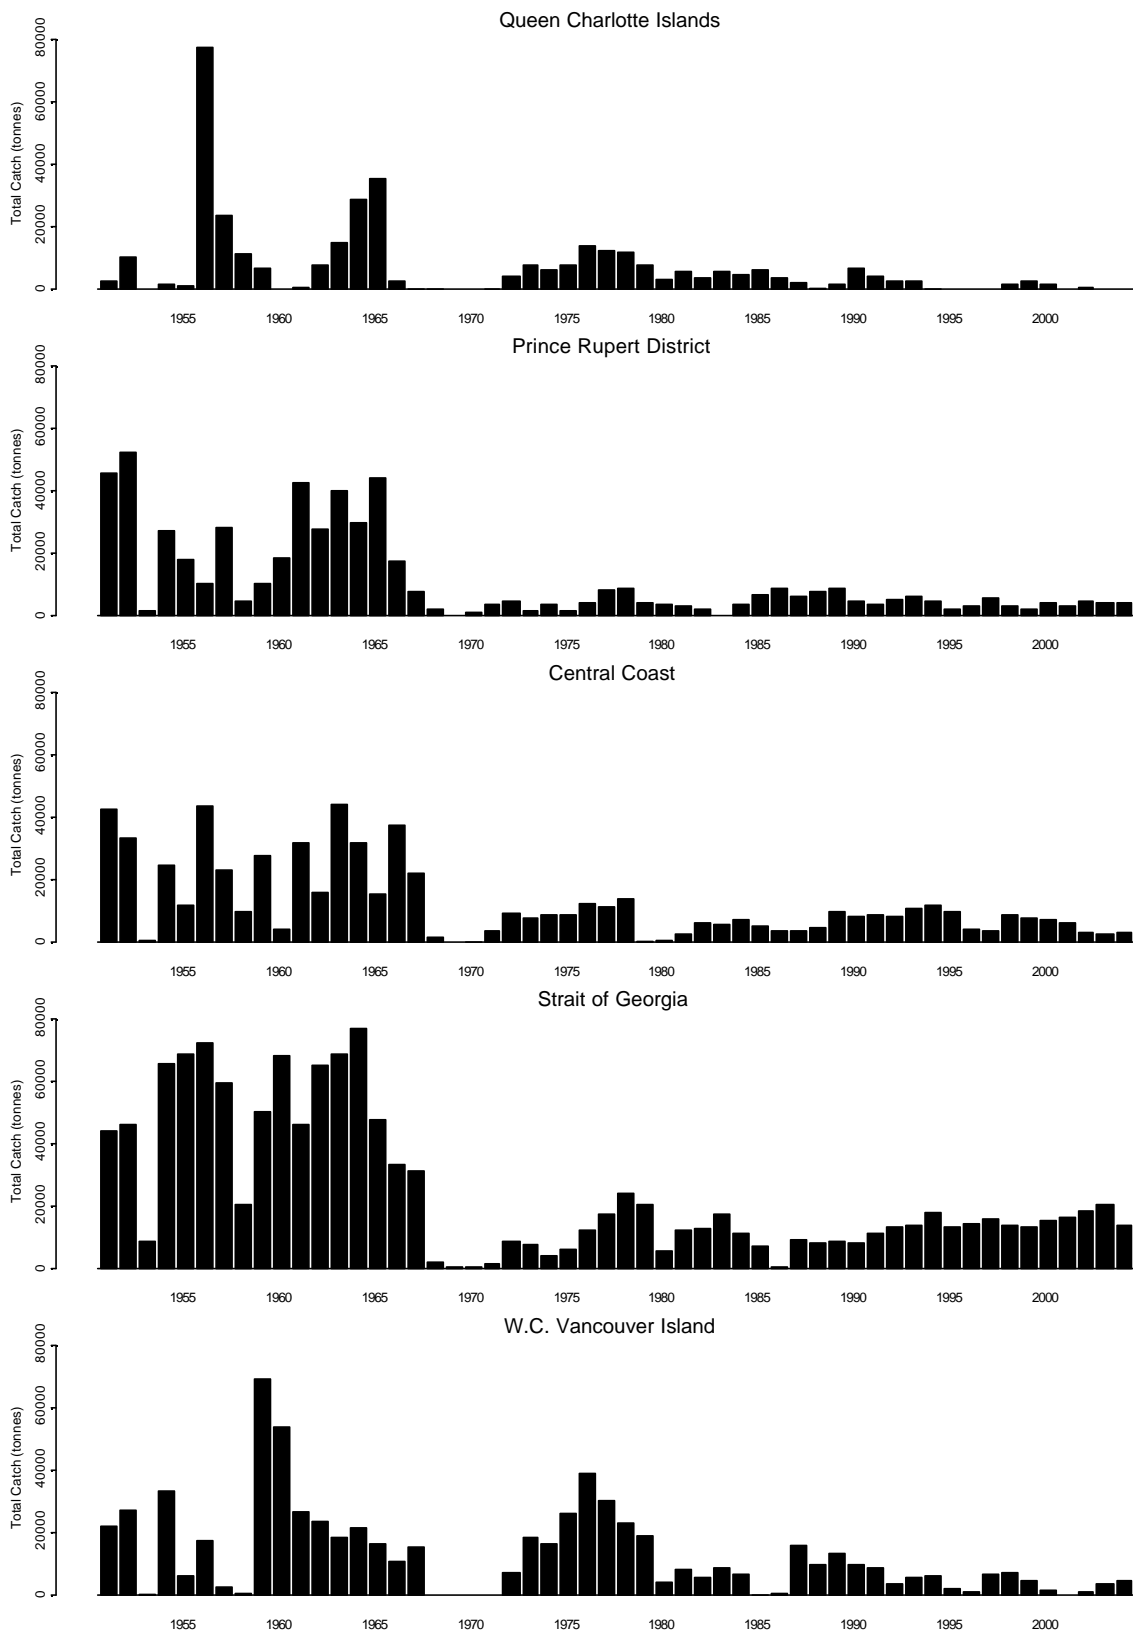 Queen Charlotte Islands
Total Catch (tonnes)
0 20000 40000 60000 80000
1955 1960 1965 1970 1975 1980 1985 1990 1995 2000
Prince Rupert District
Total Catch (tonnes)
0 20000 40000 60000 80000
1955 1960 1965 1970 1975 1980 1985 1990 1995 2000
Central Coast
Total Catch (tonnes)
0 20000 40000 60000 80000
1955 1960 1965 1970 1975 1980 1985 1990 1995 2000
Strait of Georgia
Total Catch (tonnes)
0 20000 40000 60000 80000
1955 1960 1965 1970 1975 1980 1985 1990 1995 2000
W.C. Vancouver Island
Total Catch (tonnes)
0 20000 40000 60000 80000
1955 1960 1965 1970 1975 1980 1985 1990 1995 2000